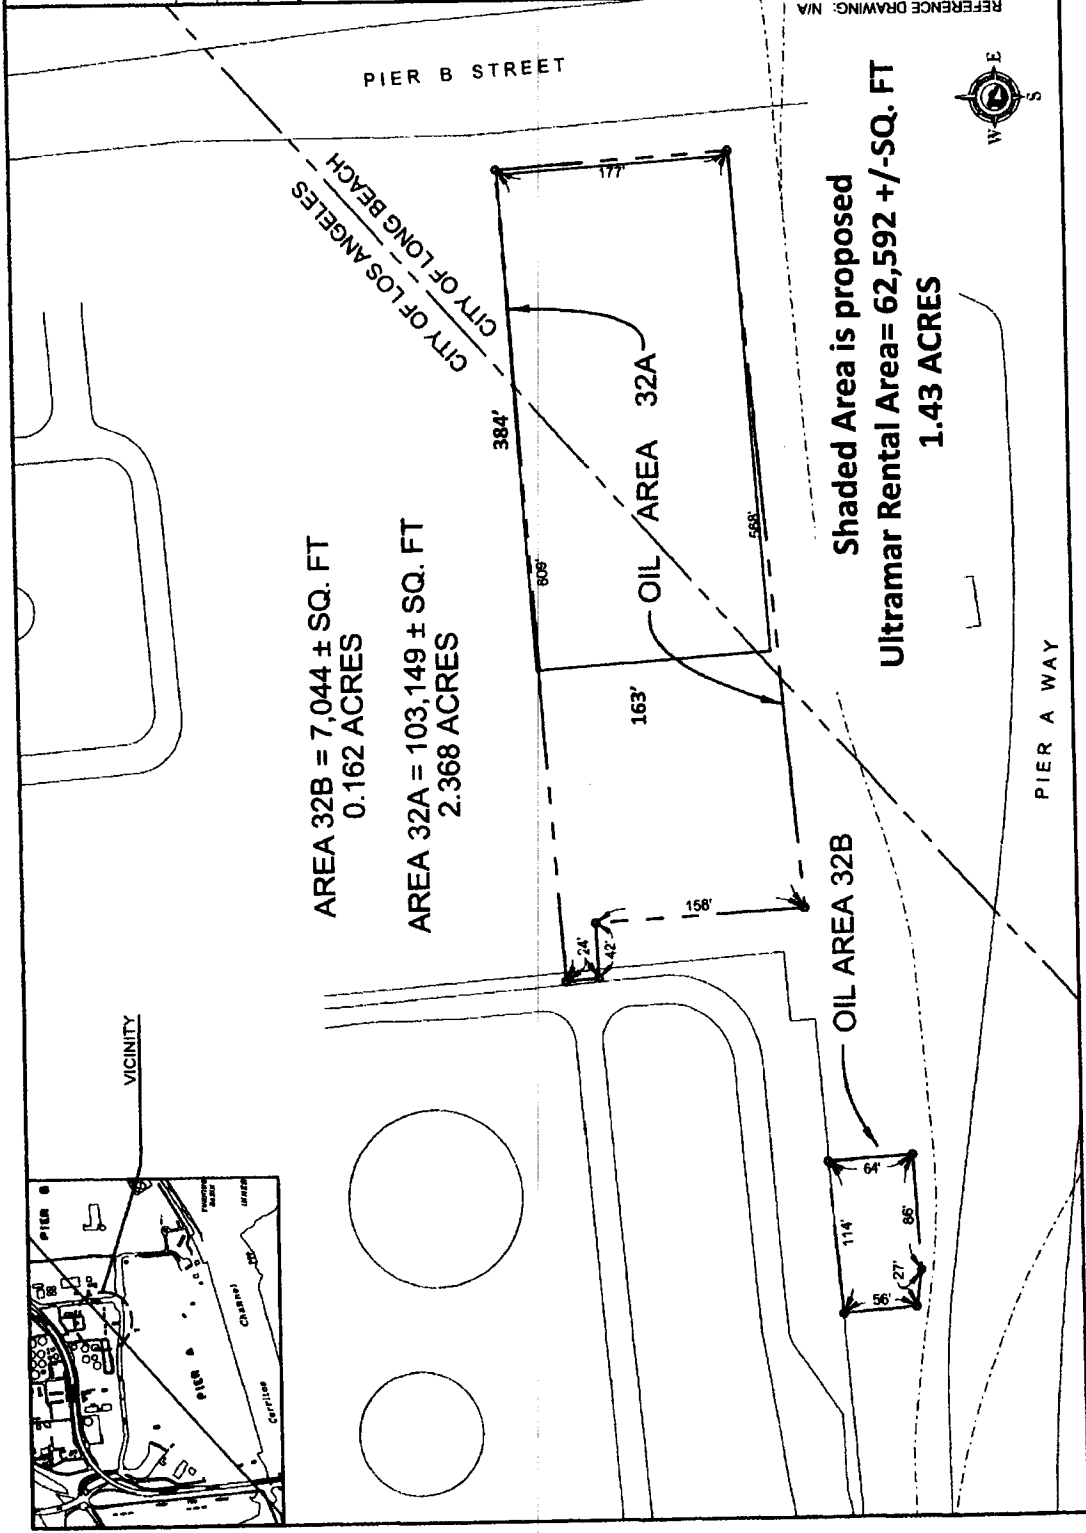 REFERENCE DRAWING: N/A
PIER B STREET
CITY OF LOS ANGELES
CITY OF LONG BEACH
W
E
S
Shaded Area is proposed
Ultramar Rental Area= 62,592 +/-SQ. FT
1.43 ACRES
177'
384'
609'
568'
OIL AREA 32A
163'
AREA 32B = 7,044 ± SQ. FT
0.162 ACRES
AREA 32A = 103,149 ± SQ. FT
2.368 ACRES
158'
24'
42'
OIL AREA 32B
64'
114'
86'
27'
56'
PIER A WAY
VICINITY
PIER B
PIER A
Channel
Cerritos
TURNING
BASIN
INNER